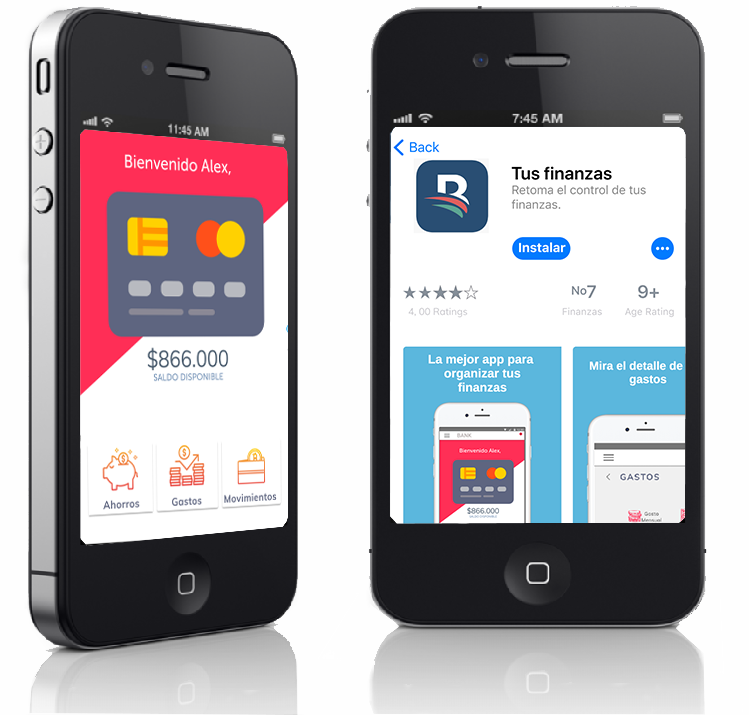 11:45 AM
Bienvenido Alex,
$866.000
SALDO DISPONIBLE
Ahorros
Gastos
Movimientos
7:45 AM
Back
Tus finanzas
Retoma el control de tus
finanzas.
Instalar
No7
9+
4, 00 Ratings
Finanzas
Age Rating
La mejor app para
organizar tus
finanzas
Mira el detalle de
gastos
BANK
Bienvenido Alex,
$866.000
SALDO DISPONIBLE
GASTOS
Gasto
Mensual